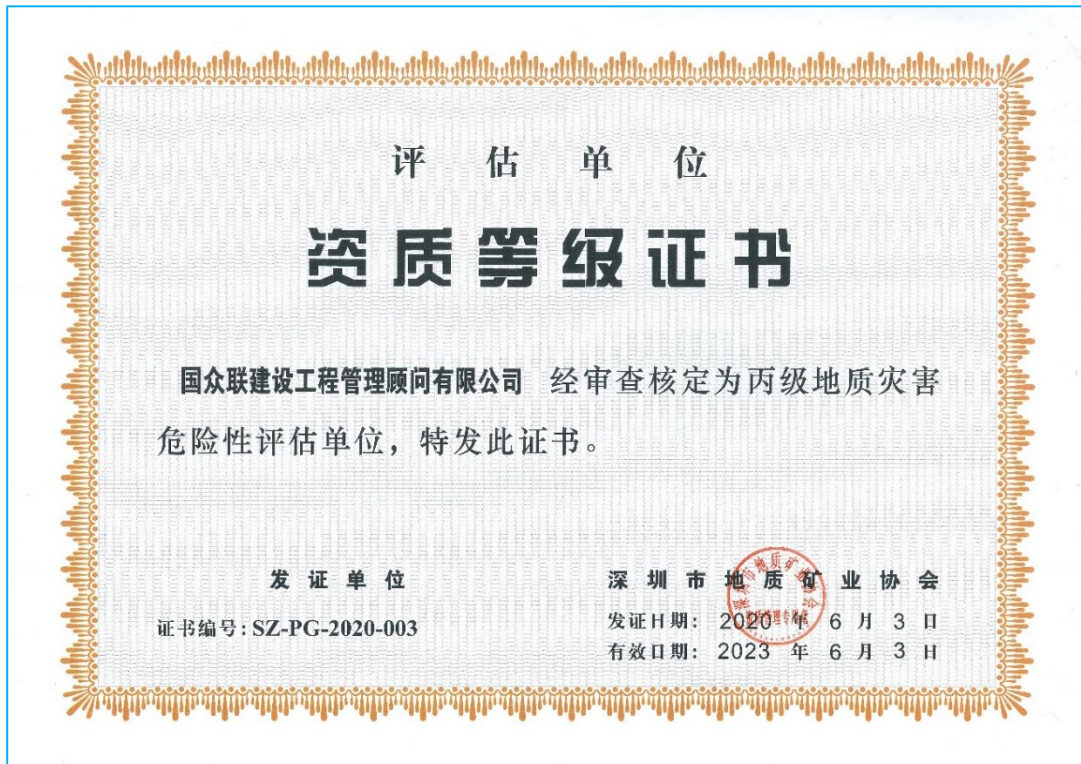 评估单位
资质等级证书
国众联建设工程管理顾问有限公司 经审查核定为丙级地质灾害
危险性评估单位，特发此证书。
发证单位
深圳市地质矿业协会
证书编号：SZ-PG-2020-003
发证日期： 2020 年 6 月 3 日
有效日期： 2023 年 6 月 3 日